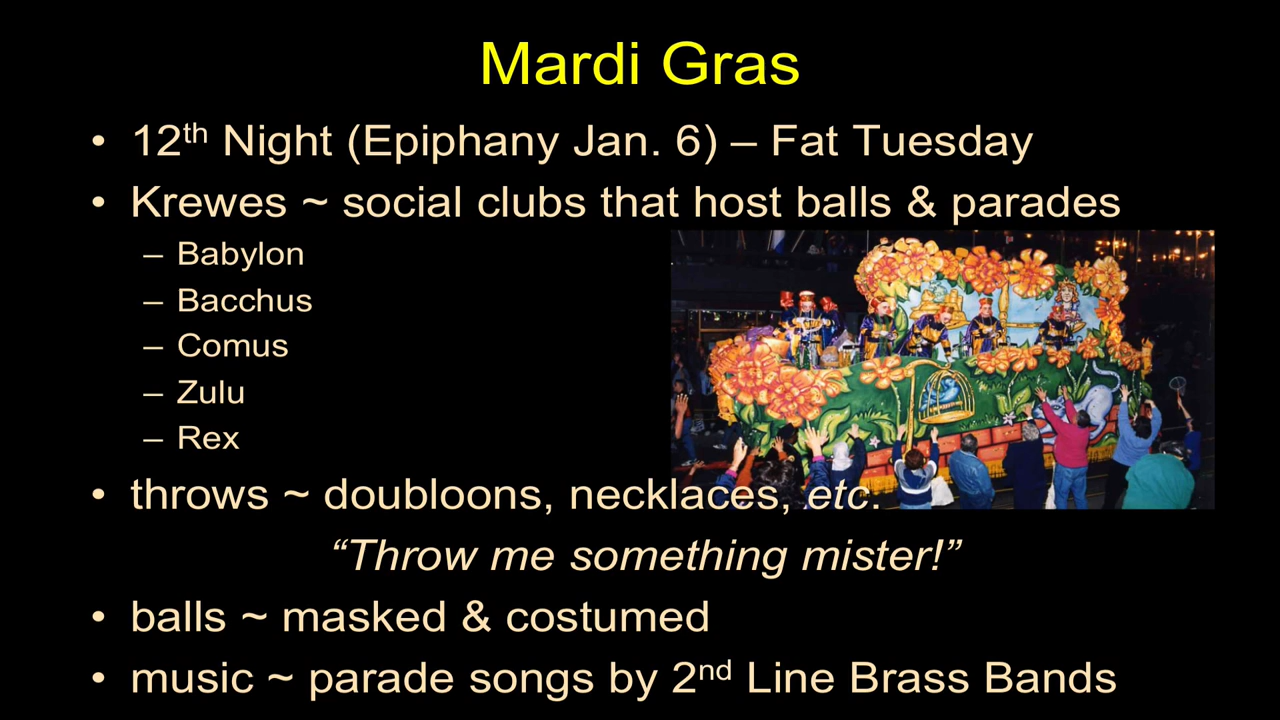 Mardi Gras
• 12th Night (Epiphany Jan. 6) – Fat Tuesday
• Krewes ~ social clubs that host balls & parades
– Babylon
– Bacchus
– Comus
– Zulu
– Rex
• throws ~ doubloons, necklaces, etc.
“Throw me something mister!”
• balls ~ masked & costumed
• music ~ parade songs by 2nd Line Brass Bands